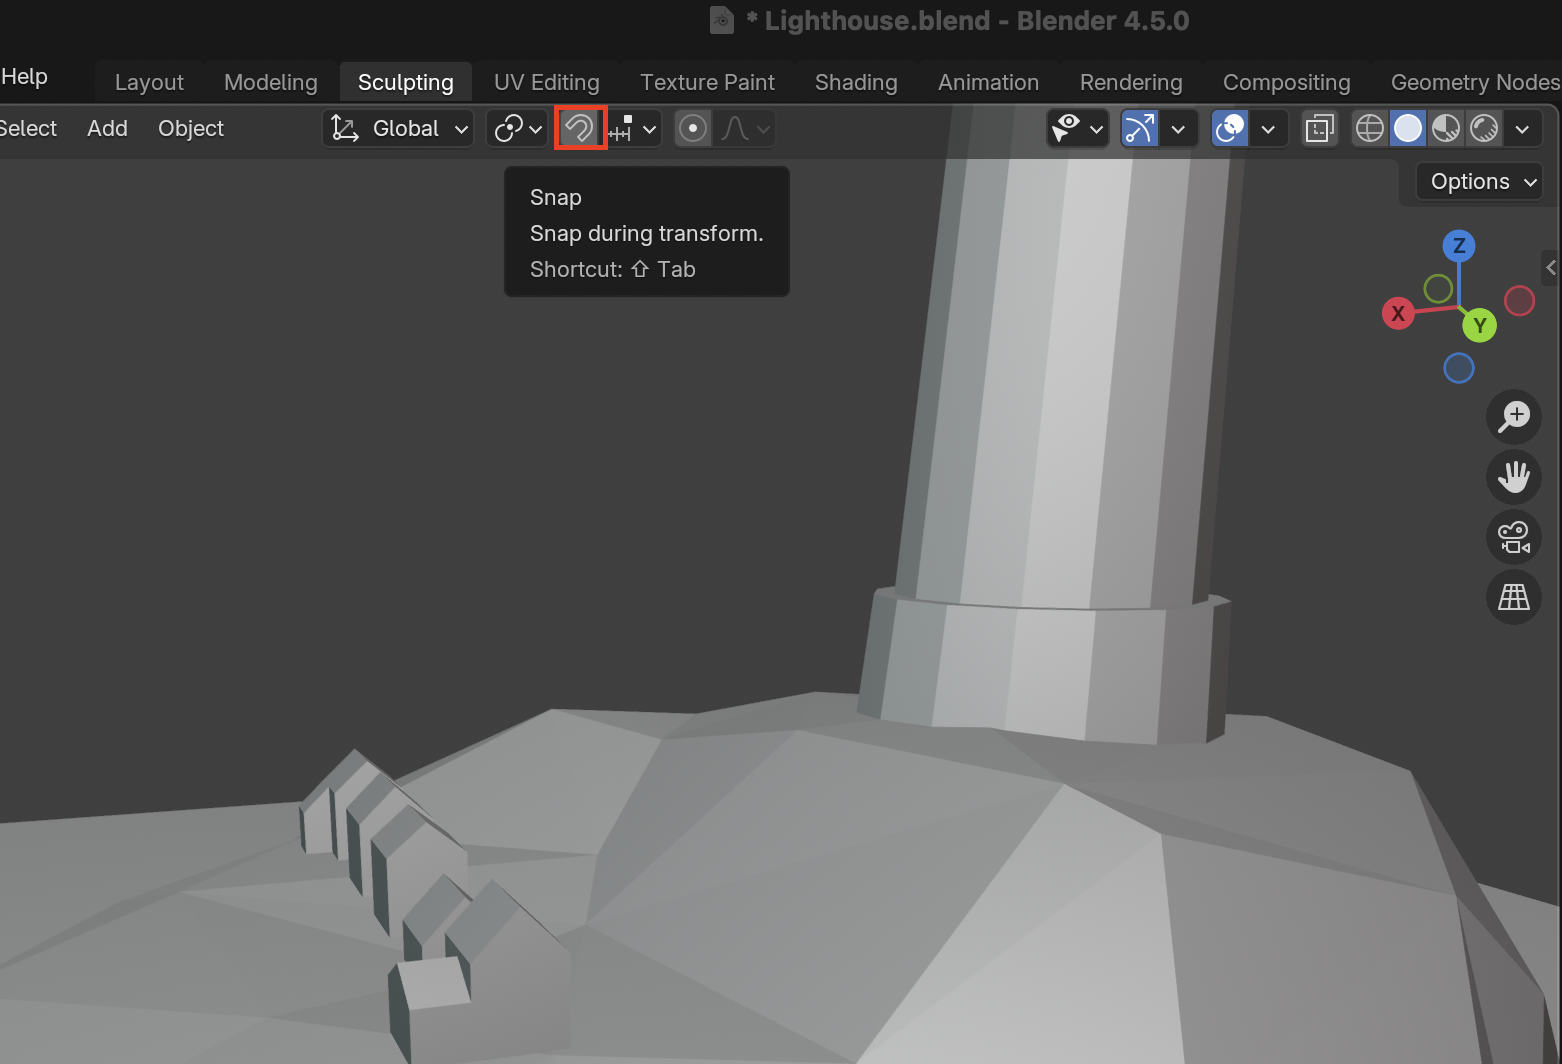 * Lighthouse.blend - Blender 4.5.0
Help Layout Modeling Sculpting UV Editing Texture Paint Shading Animation Rendering Compositing Geometry Nodes
Select Add Object Global
Options
Snap
Snap during transform.
Shortcut: ⇧ Tab
Z
X
Y